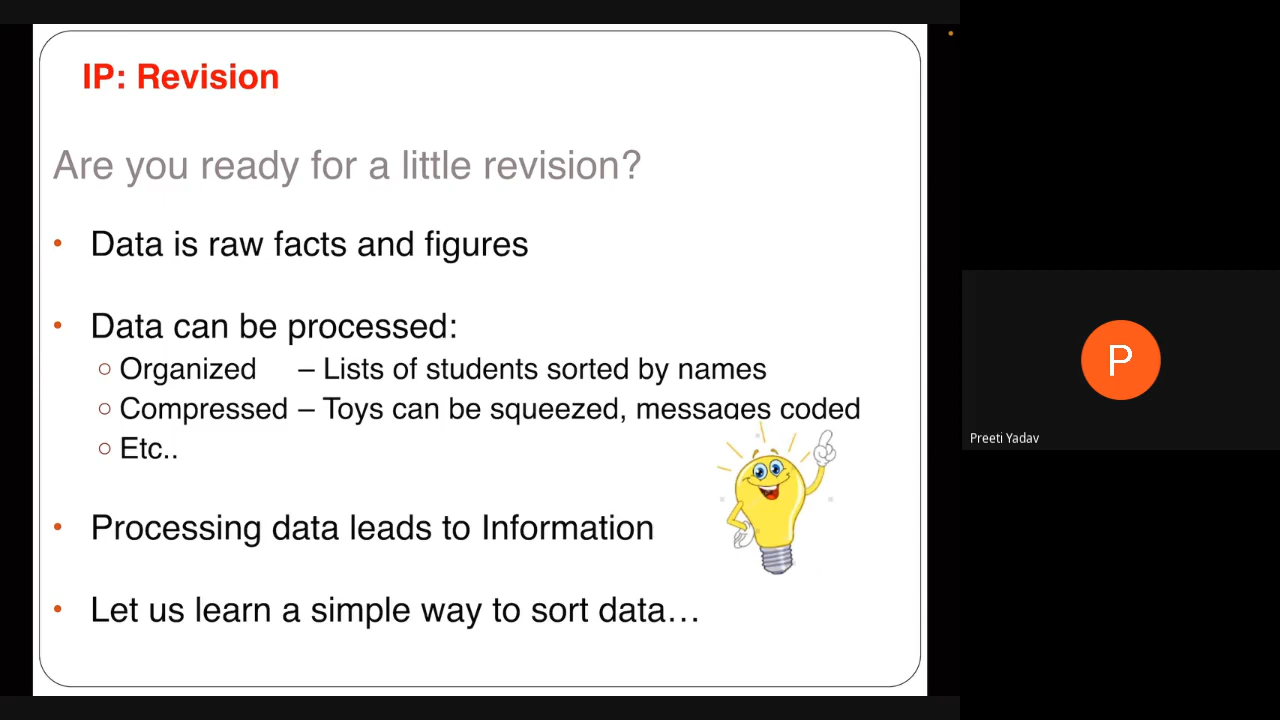 IP: Revision
Are you ready for a little revision?
• Data is raw facts and figures
• Data can be processed:
○ Organized – Lists of students sorted by names
○ Compressed – Toys can be squeezed, messages coded
○ Etc..
• Processing data leads to Information
• Let us learn a simple way to sort data…
P
Preeti Yadav